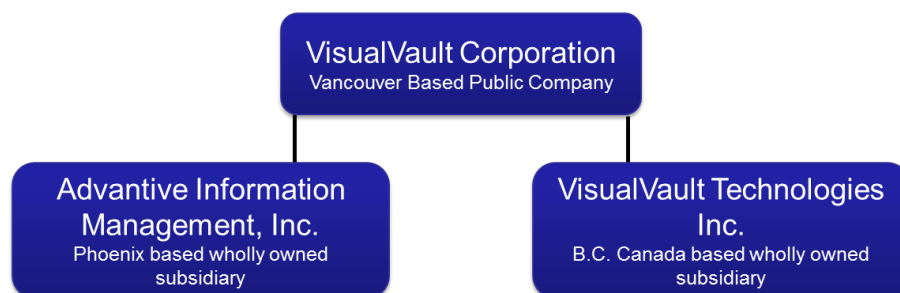 VisualVault Corporation
Vancouver Based Public Company
Advantive Information
Management, Inc.
Phoenix based wholly owned
subsidiary
VisualVault Technologies
Inc.
B.C. Canada based wholly owned
subsidiary